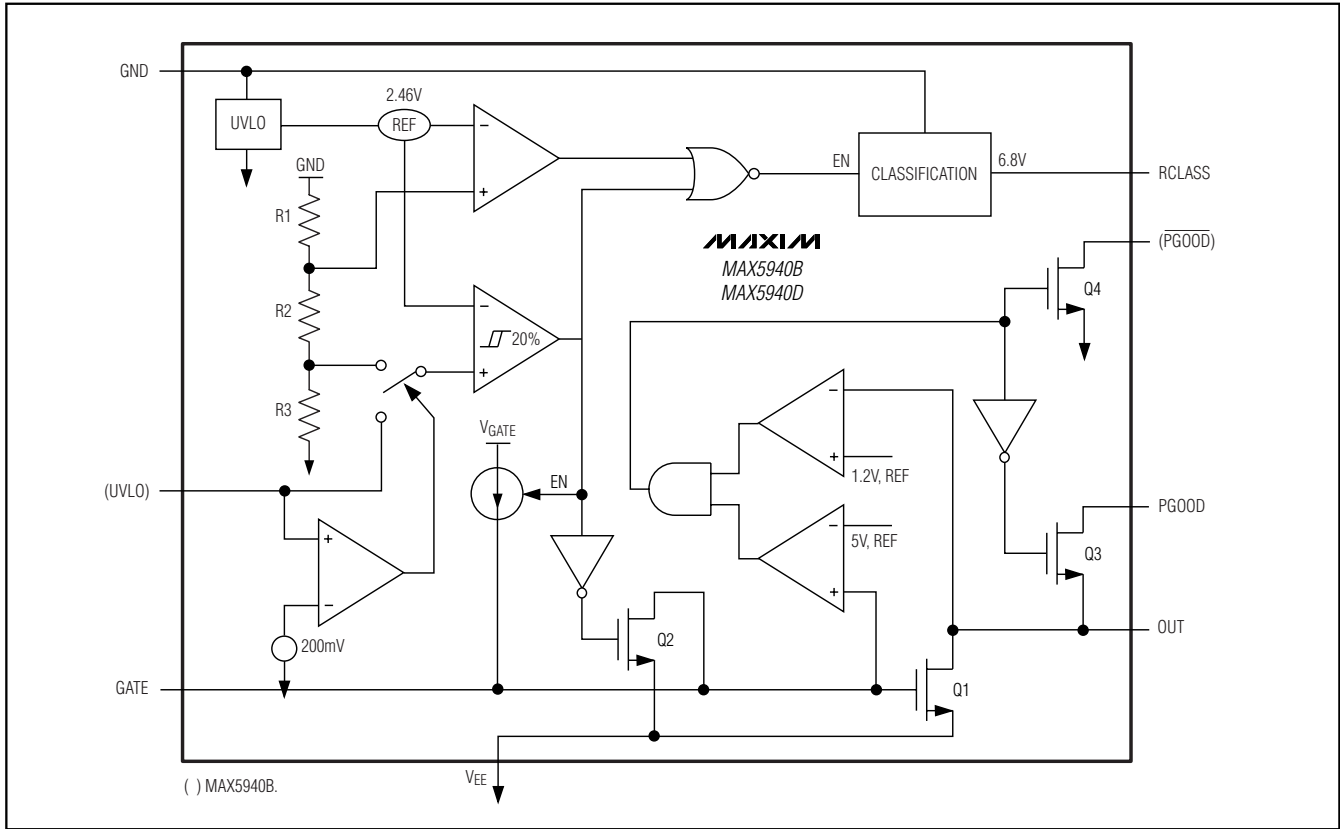 GND
2.46V
UVLO
REF
−
+
GND
R1
R2
R3
−
20%
+
EN
CLASSIFICATION
6.8V
RCLASS
(PGOOD)
MAXIM
MAX5940B
MAX5940D
Q4
−
+
1.2V, REF
−
5V, REF
+
VGATE
EN
(UVLO)
+
−
200mV
Q2
PGOOD
Q3
OUT
GATE
Q1
VEE
( ) MAX5940B.